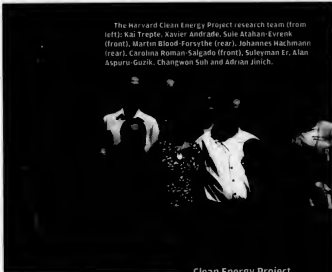 The Harvard Clean Energy Project research team (from
left): Kai Trepte, Xavier Andrade, Sule Atahan-Evrenk
(front), Martin Blood-Forsythe (rear), Johannes Hachmann
(rear), Carolina Roman-Salgado (front), Suleyman Er, Alan
Aspuru-Guzik, Changwon Suh and Adrian Jinich.
Clean Energy Project